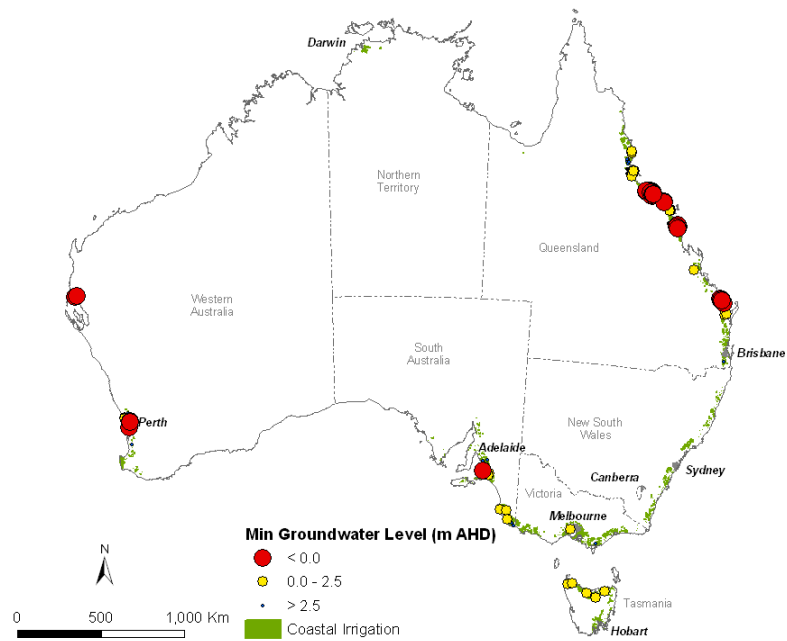 Darwin
Northern
Territory
Queensland
Western
Australia
South
Australia
Brisbane
Perth
New South
Wales
Adelaide
Sydney
Canberra
Victoria
Melbourne
Min Groundwater Level (m AHD)
< 0.0
0.0 - 2.5
> 2.5
Coastal Irrigation
N
0 500 1,000 Km
Tasmania
Hobart